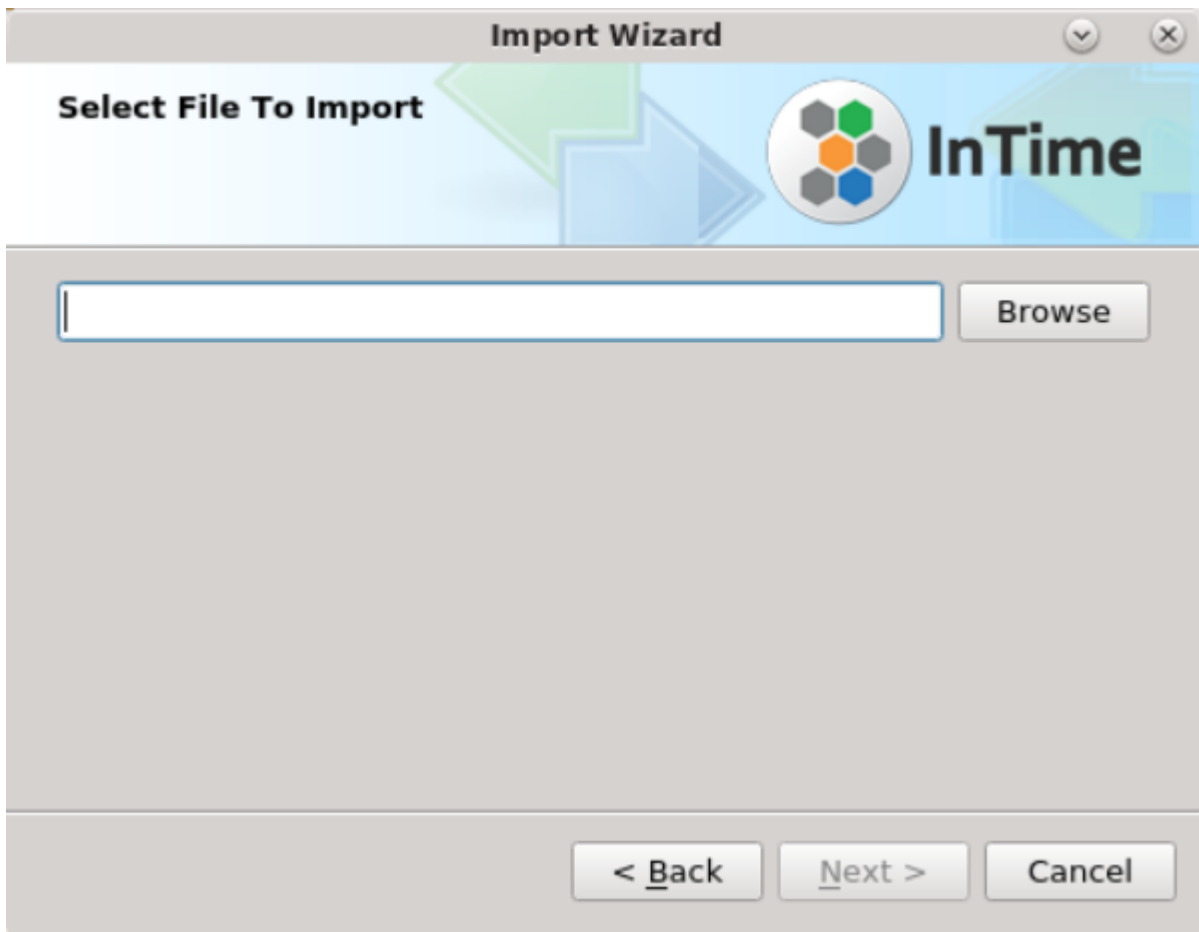 Import Wizard
Select File To Import
InTime
Browse
< Back
Next >
Cancel